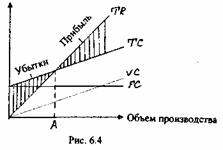 TR
Прибыль
TC
Убытки
VC
FC
Объем производства
A
Рис. 6.4